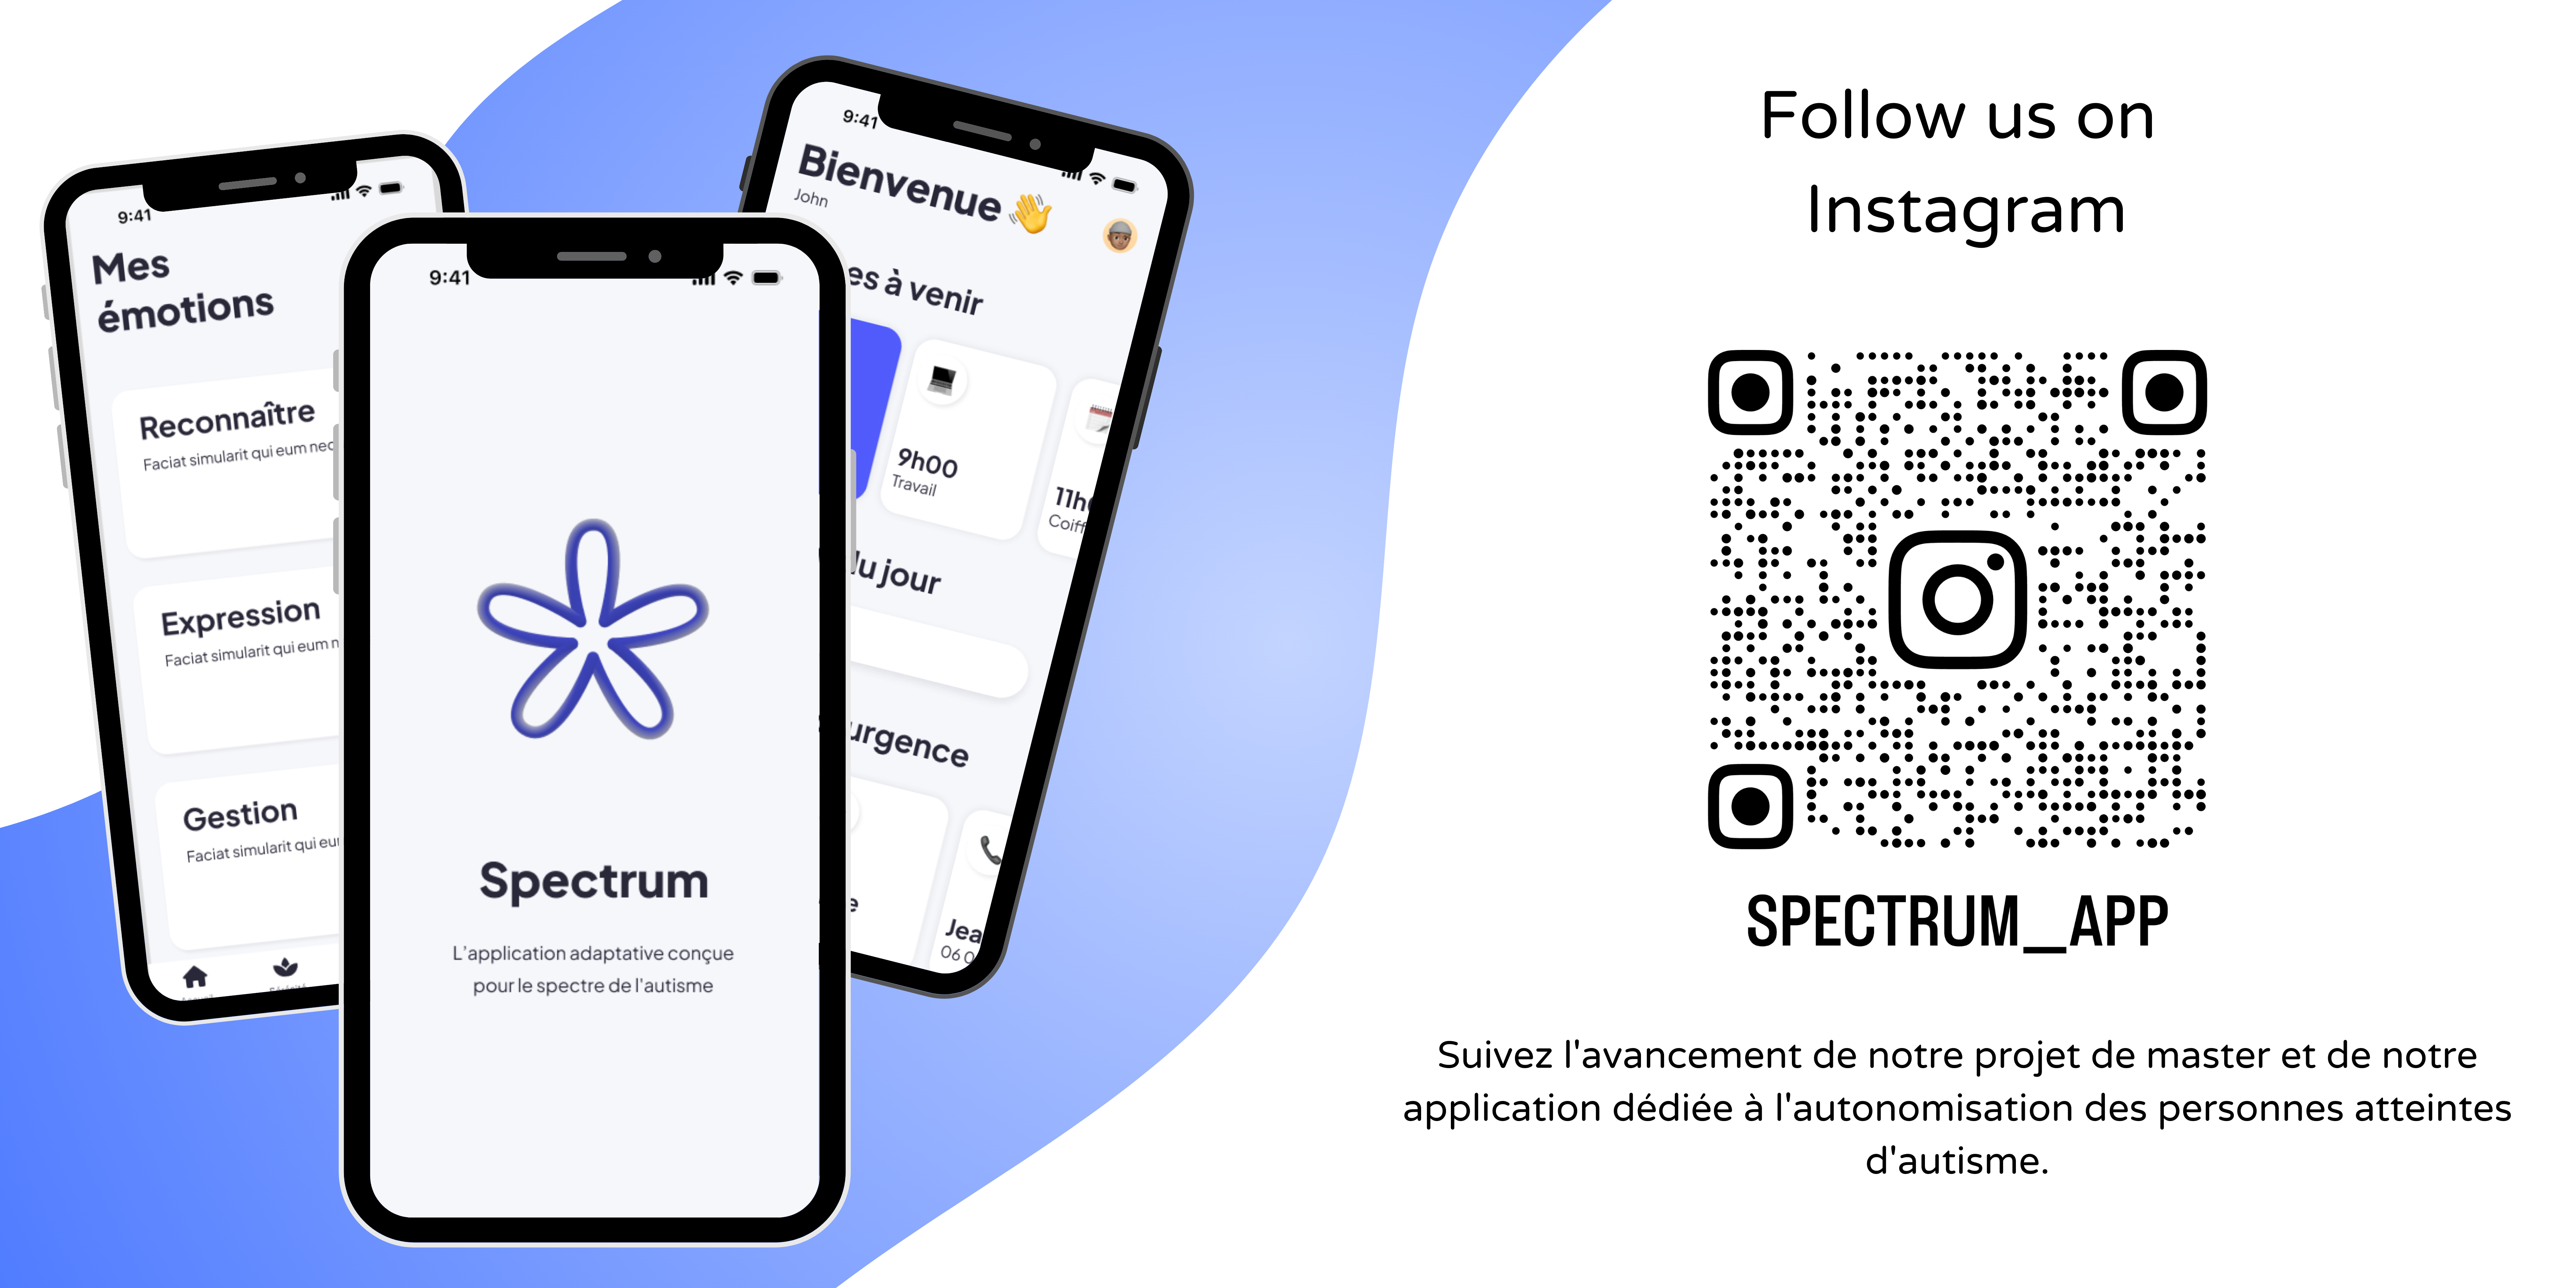 9:41
Mes
émotions
Reconnaître
Faciat simularit qui eum nec
Expression
Faciat simularit qui eum n
Gestion
Faciat simularit qui eu
9:41
Spectrum
L'application adaptative conçue
pour le spectre de l'autisme
9:41
Bienvenue 👋
John
es à venir
9h00
Travail
11h
Coiff
u jour
urgence
e
Jea
06 0
Follow us on
Instagram
SPECTRUM_APP
Suivez l'avancement de notre projet de master et de notre
application dédiée à l'autonomisation des personnes atteintes
d'autisme.